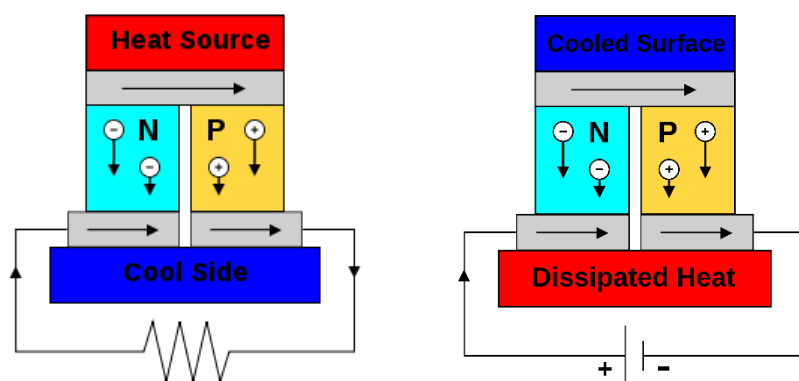 Heat Source
N
P
−
+
−
+
Cool Side
Cooled Surface
N
P
−
+
−
+
Dissipated Heat
+
-